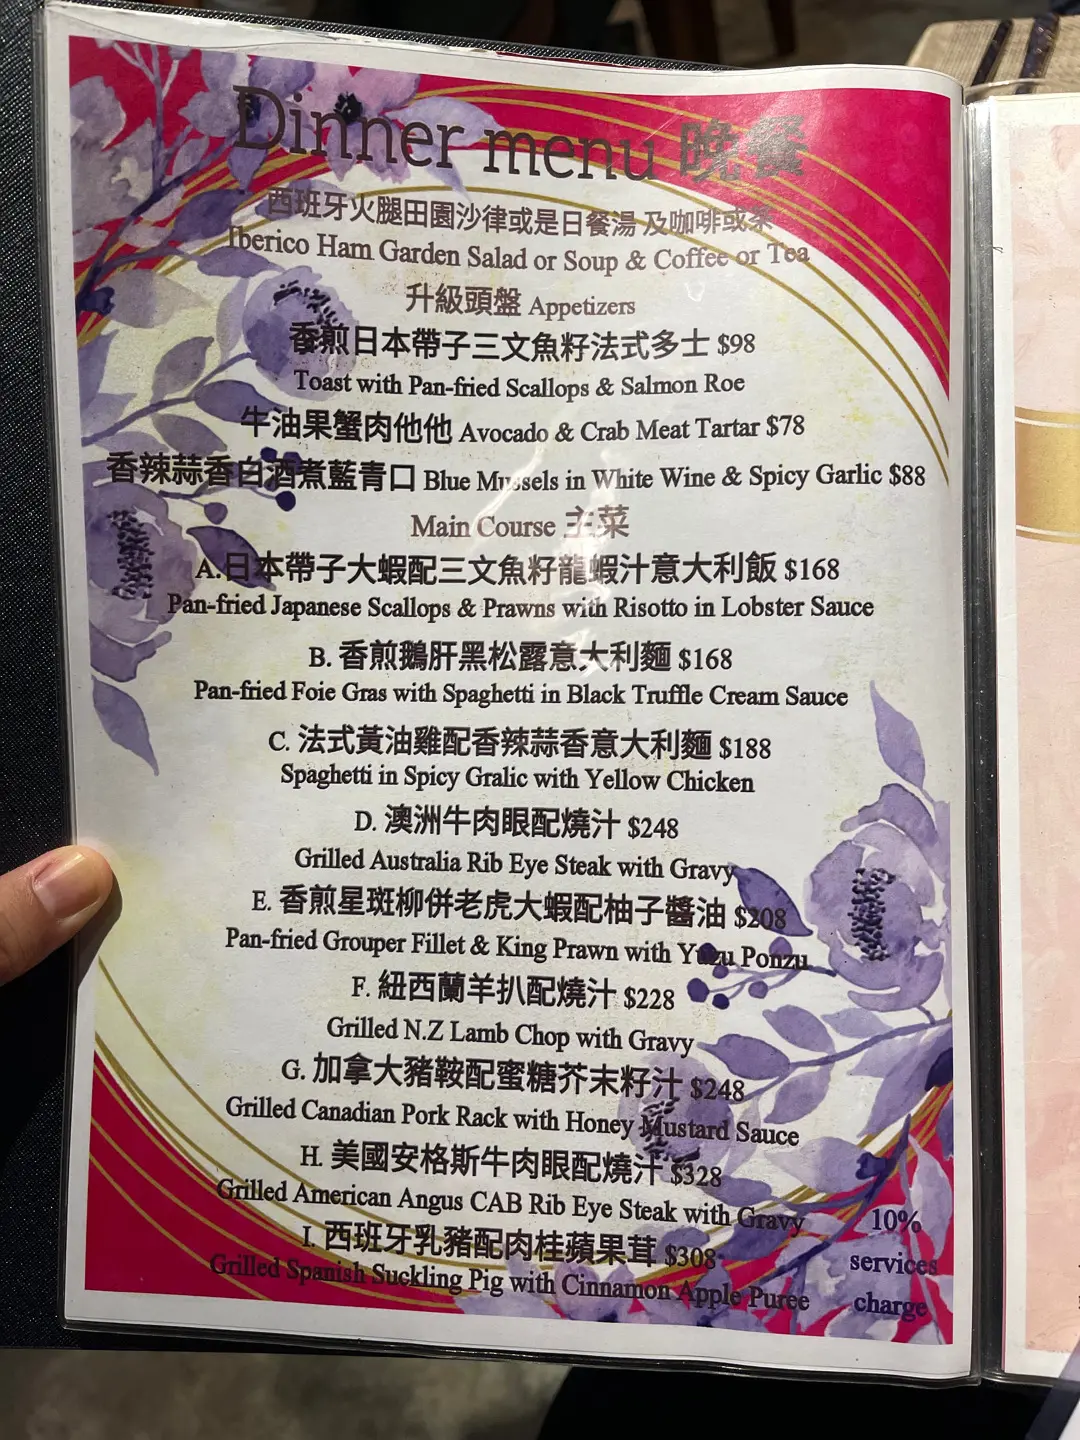 Dinner menu 晚餐
西班牙火腿田園沙律或是日餐湯 及咖啡或茶
Iberico Ham Garden Salad or Soup & Coffee or Tea
升級頭盤 Appetizers
香煎日本帶子三文魚籽法式多士 $98
Toast with Pan-fried Scallops & Salmon Roe
牛油果蟹肉他他 Avocado & Crab Meat Tartar $78
香辣蒜香白酒煮藍青口 Blue Mussels in White Wine & Spicy Garlic $88
Main Course 主菜
A.日本帶子大蝦配三文魚籽龍蝦汁意大利飯 $168
Pan-fried Japanese Scallops & Prawns with Risotto in Lobster Sauce
B. 香煎鵝肝黑松露意大利麵 $168
Pan-fried Foie Gras with Spaghetti in Black Truffle Cream Sauce
C. 法式黃油雞配香辣蒜香意大利麵 $188
Spaghetti in Spicy Gralic with Yellow Chicken
D. 澳洲牛肉眼配燒汁 $248
Grilled Australia Rib Eye Steak with Gravy
E. 香煎星斑柳併老虎大蝦配柚子醬油 $208
Pan-fried Grouper Fillet & King Prawn with Yuzu Ponzu
F. 紐西蘭羊扒配燒汁 $228
Grilled N.Z Lamb Chop with Gravy
G. 加拿大豬鞍配蜜糖芥末籽汁 $248
Grilled Canadian Pork Rack with Honey Mustard Sauce
H. 美國安格斯牛肉眼配燒汁 $328
Grilled American Angus CAB Rib Eye Steak with Gravy
I. 西班牙乳豬配肉桂蘋果茸 $308
Grilled Spanish Suckling Pig with Cinnamon Apple Puree
10%
services
charge